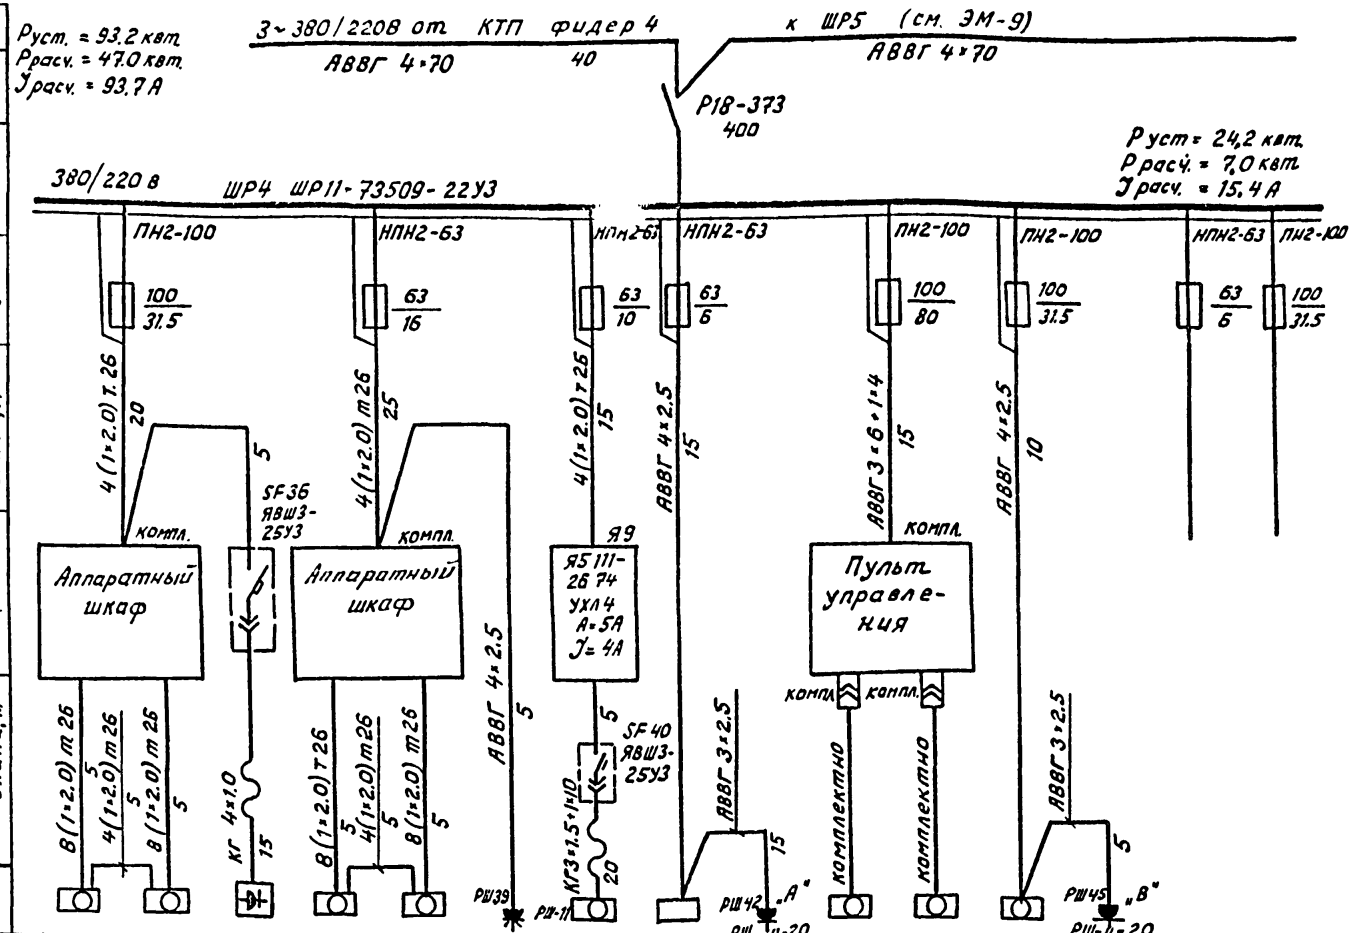 Руст. = 93.2 квт.
Ррасч. = 47.0 квт.
Jрасч. = 93.7 А
3~380/220В от КТП фидер 4
АВВГ 4×70
40
к ШР5 (см. ЭМ-9)
АВВГ 4×70
Р18-373
400
Руст = 24,2 квт.
Р расч. = 7,0 квт
Jрасч. = 15,4 А
380/220 в
ШР4 ШР11-73509-22У3
ПН2-100
НПН2-63
НПН2-63
НПН2-63
ПН2-100
ПН2-100
НПН2-63
ПН2-100
100
31.5
63
16
63
10
63
6
100
80
100
31.5
63
6
100
31.5
4(1×2.0) т.26
20
5
4(1×2.0) т26
25
4(1×2.0) т26
15
АВВГ 4×2.5
15
АВВГ 3×6+1×4
15
АВВГ 4×2.5
10
SF36
ЯВШ3-
25У3
компл.
компл.
Я9
компл.
Аппаратный
шкаф
Аппаратный
шкаф
Я5111-
2674
УХЛ4
А=5А
J=4А
Пульт
управле-
ния
компл.
компл.
8(1×2.0) т26
5
4(1×2.0) т26
5
8(1×2.0) т26
5
КГ 4×1.0
15
8(1×2.0) т26
5
4(1×2.0) т26
5
8(1×2.0) т26
5
АВВГ 4×2.5
5
5
SF40
ЯВШ3-
25У3
КГ3×1.5+1×1.0
20
АВВГ 3×2.5
15
комплектно
комплектно
АВВГ 3×2.5
5
РШ39
РШ-11
РШ42 „А"
РШ45 „В"
РШ-4-20